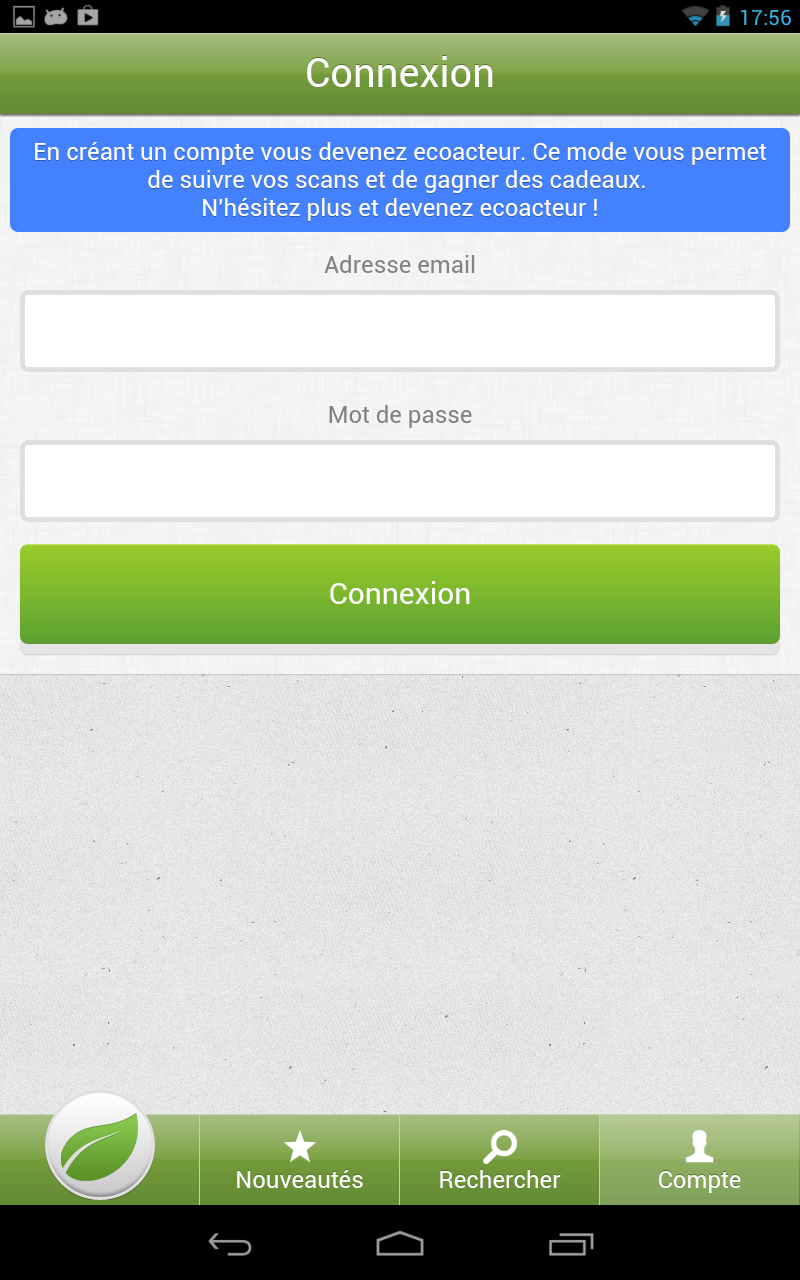 17:56
Connexion
En créant un compte vous devenez ecoacteur. Ce mode vous permet
de suivre vos scans et de gagner des cadeaux.
N'hésitez plus et devenez ecoacteur !
Adresse email
Mot de passe
Connexion
Nouveautés
Rechercher
Compte